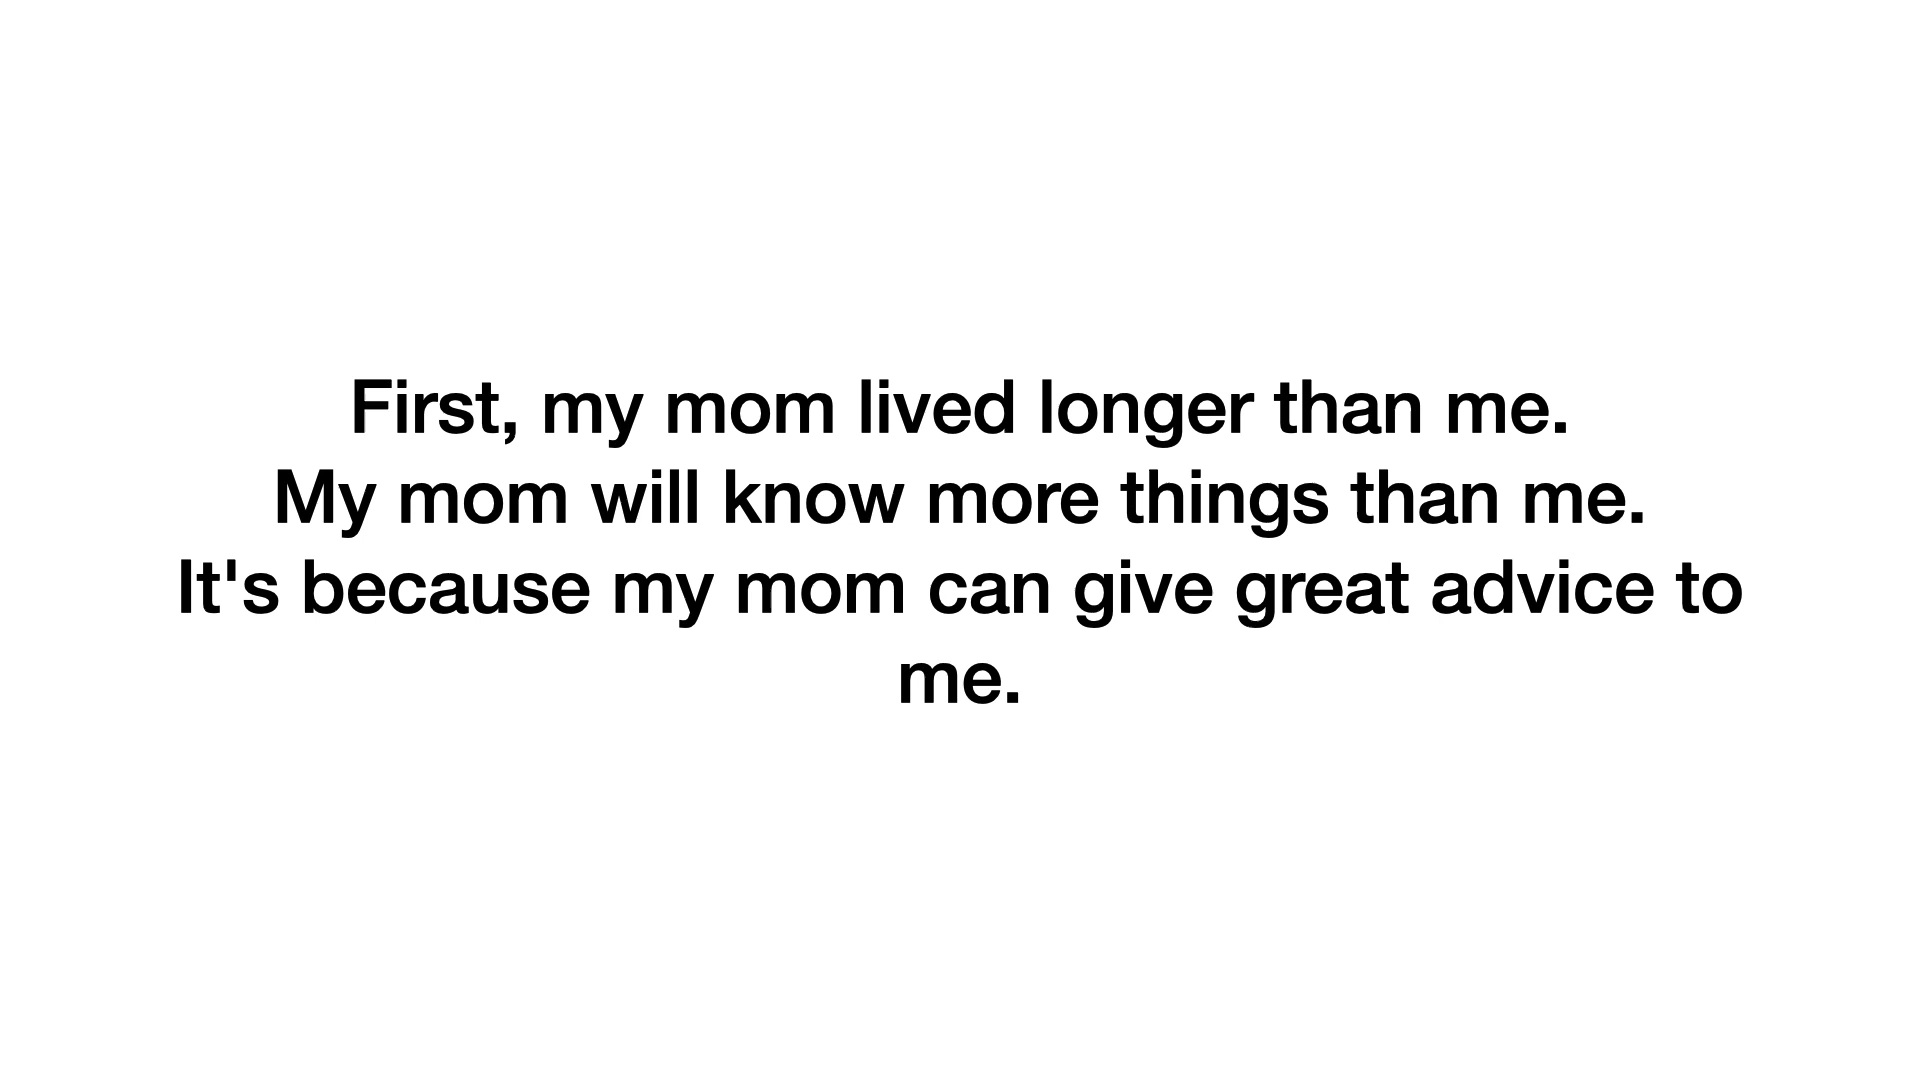 First, my mom lived longer than me.
My mom will know more things than me.
It's because my mom can give great advice to
me.